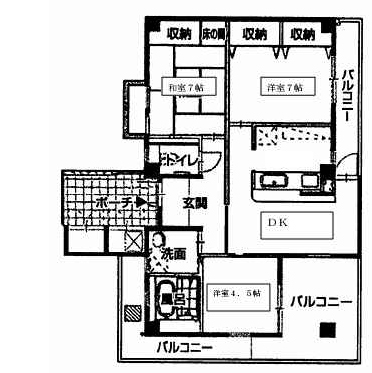 収納
床の間
収納
収納
和室７帖
洋室７帖
バルコニー
トイレ
ポーチ
玄関
ＤＫ
洗面
風呂
洋室４．５帖
バルコニー
バルコニー